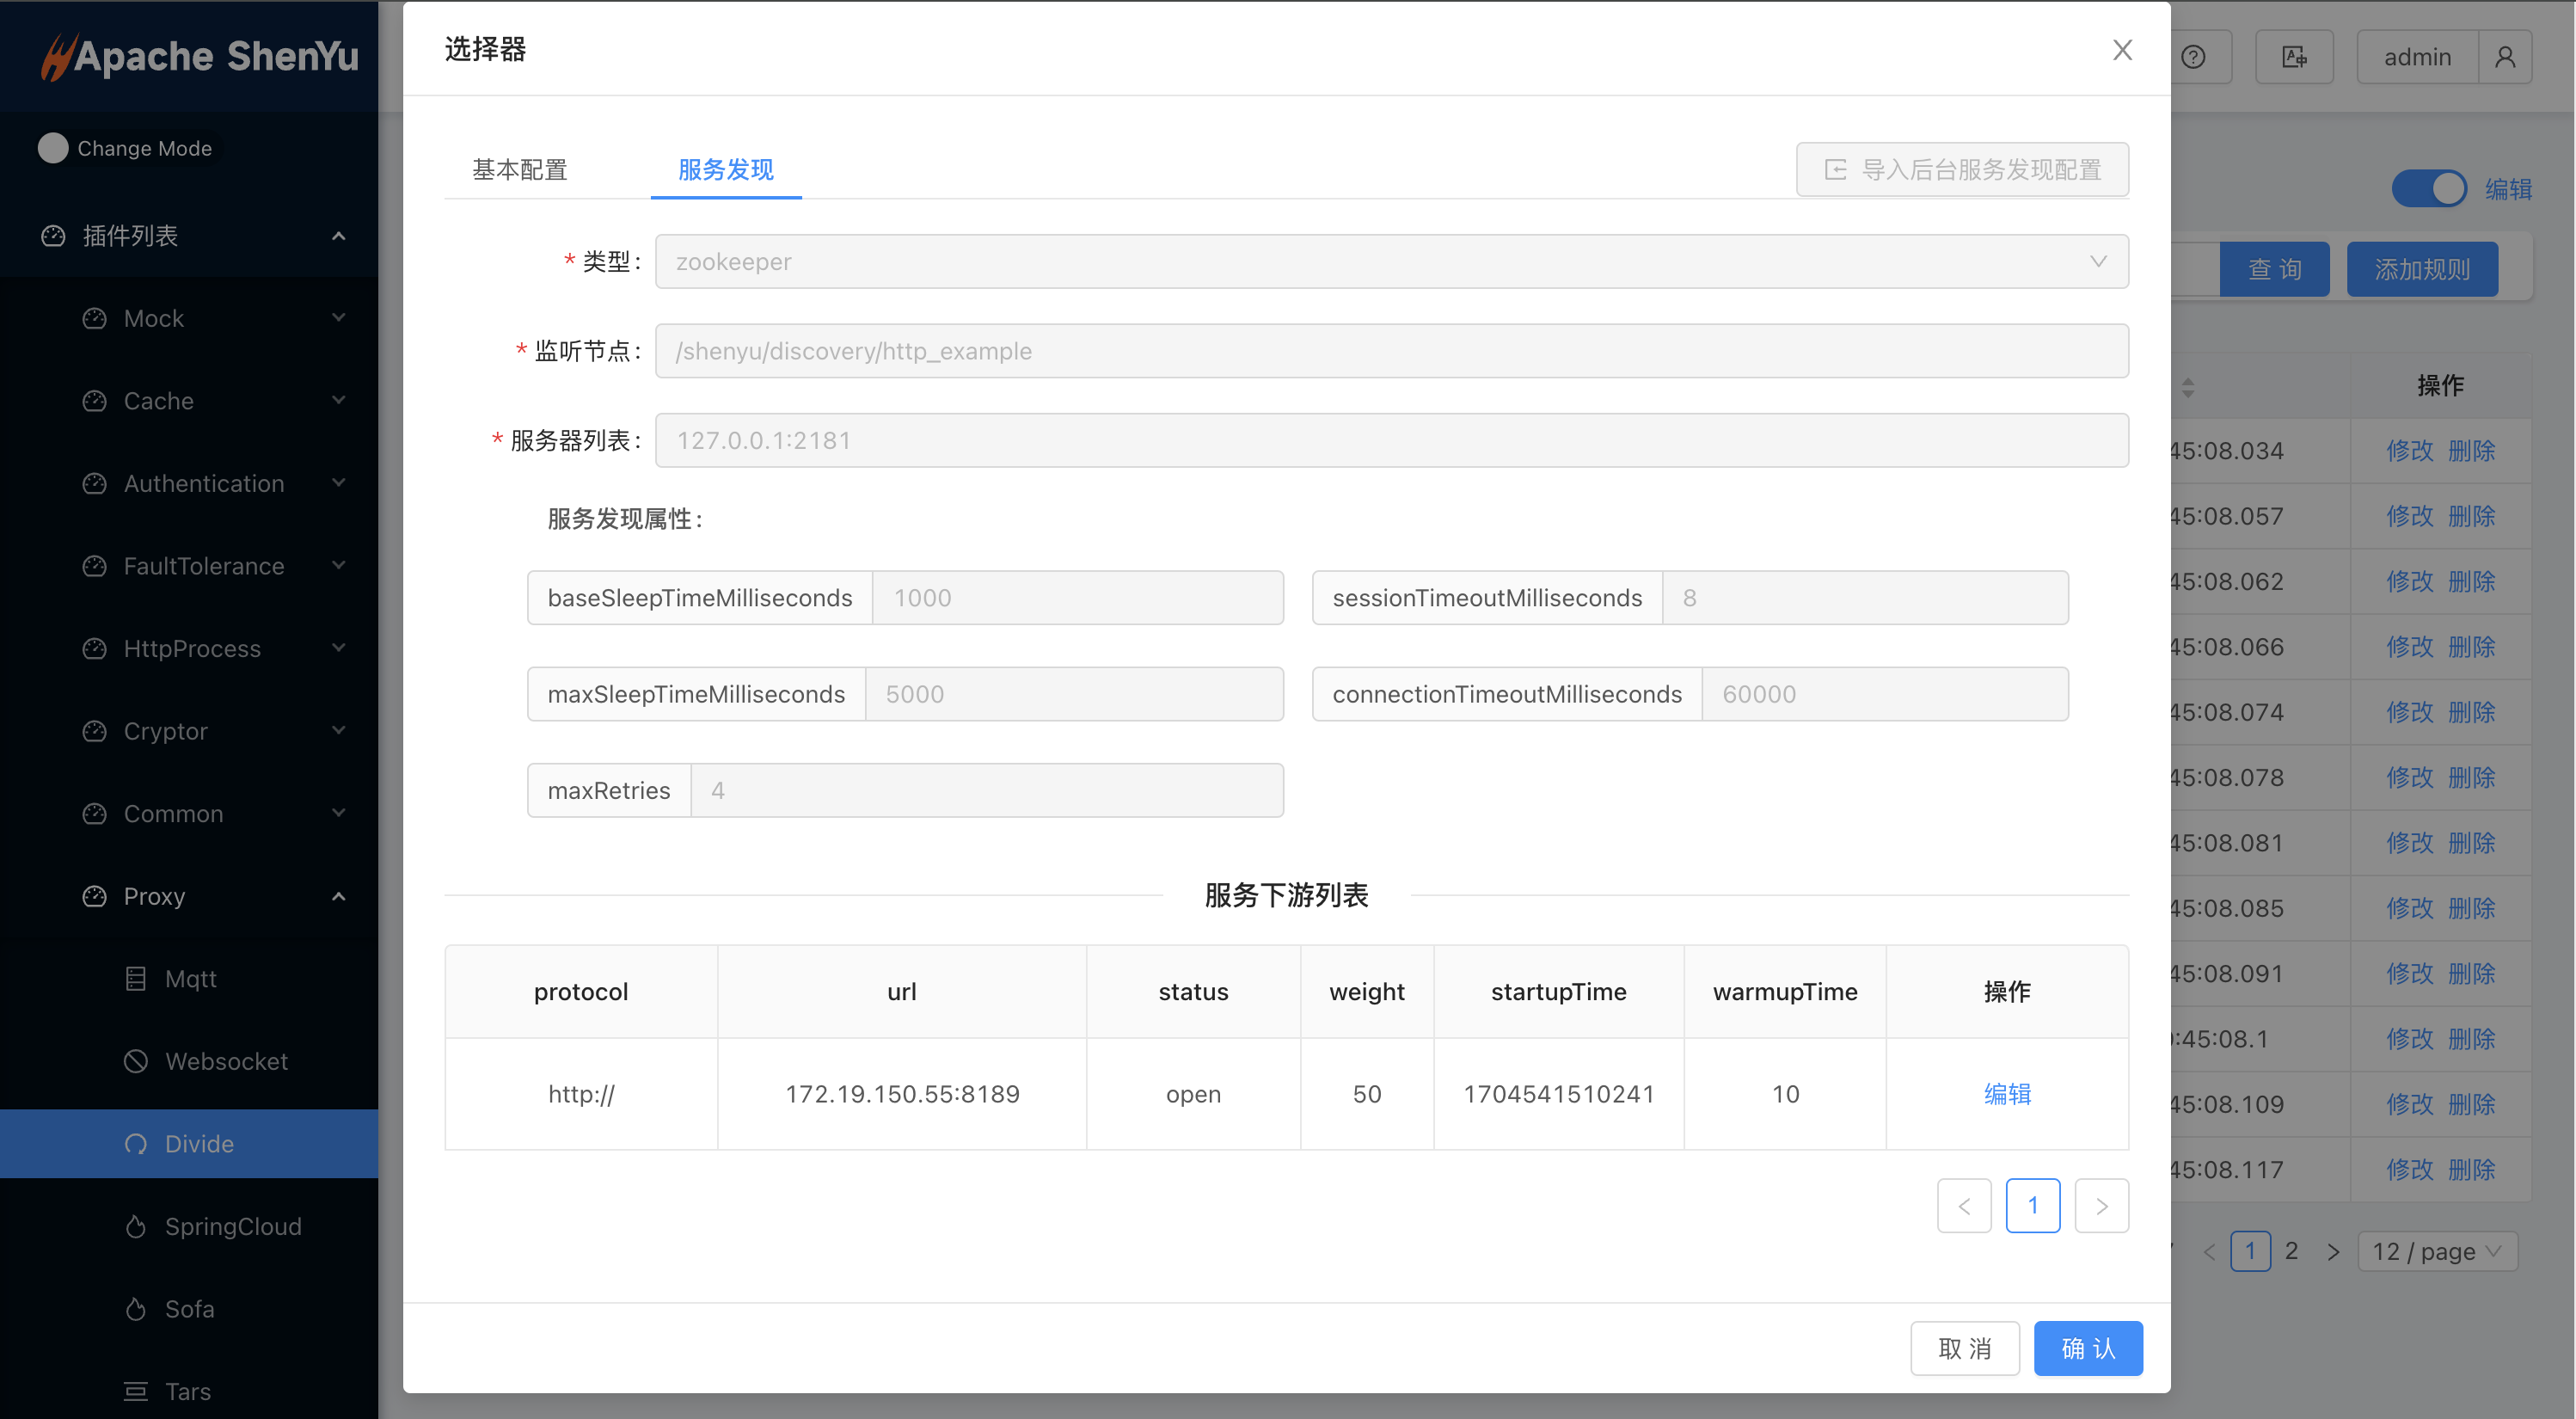 Apache ShenYu
Change Mode
插件列表
Mock
Cache
Authentication
FaultTolerance
HttpProcess
Cryptor
Common
Proxy
Mqtt
Websocket
Divide
SpringCloud
Sofa
Tars
选择器
基本配置
服务发现
导入后台服务发现配置
* 类型:
zookeeper
* 监听节点:
/shenyu/discovery/http_example
* 服务器列表:
127.0.0.1:2181
服务发现属性:
baseSleepTimeMilliseconds 1000
sessionTimeoutMilliseconds 8
maxSleepTimeMilliseconds 5000
connectionTimeoutMilliseconds 60000
maxRetries 4
服务下游列表
protocol url status weight startupTime warmupTime 操作
http:// 172.19.150.55:8189 open 50 1704541510241 10 编辑
1
取 消
确 认
admin
编辑
查 询
添加规则
操作
45:08.034 修改 删除
45:08.057 修改 删除
45:08.062 修改 删除
45:08.066 修改 删除
45:08.074 修改 删除
45:08.078 修改 删除
45:08.081 修改 删除
45:08.085 修改 删除
45:08.091 修改 删除
:45:08.1 修改 删除
45:08.109 修改 删除
45:08.117 修改 删除
1 2 12 / page